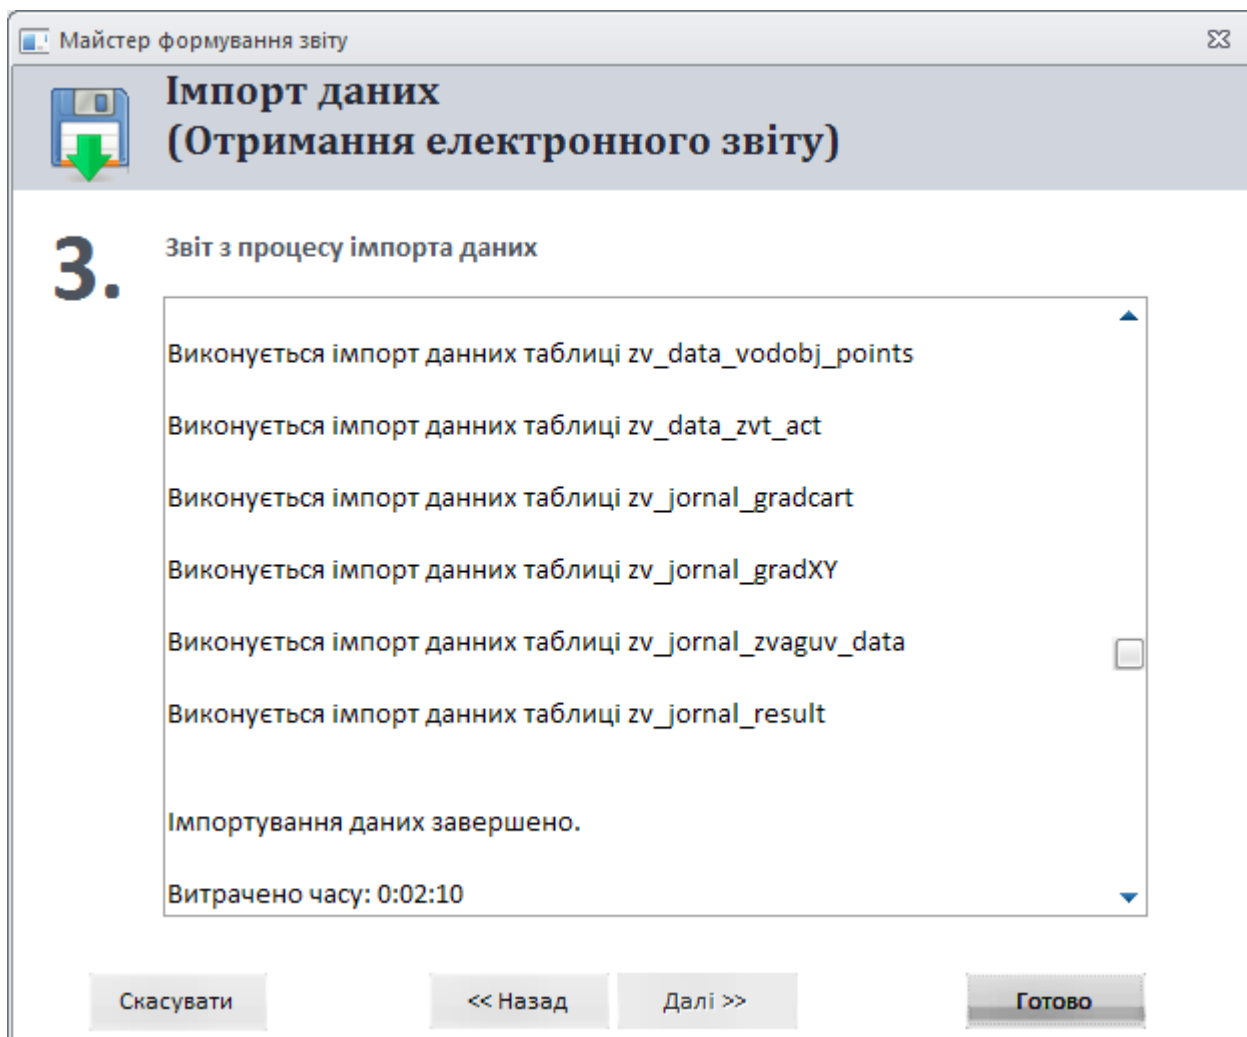 Майстер формування звіту
Імпорт даних
(Отримання електронного звіту)
3.
Звіт з процесу імпорта даних
Виконується імпорт данних таблиці zv_data_vodobj_points
Виконується імпорт данних таблиці zv_data_zvt_act
Виконується імпорт данних таблиці zv_jornal_gradcart
Виконується імпорт данних таблиці zv_jornal_gradXY
Виконується імпорт данних таблиці zv_jornal_zvaguv_data
Виконується імпорт данних таблиці zv_jornal_result
Імпортування даних завершено.
Витрачено часу: 0:02:10
Скасувати
<< Назад
Далі >>
Готово